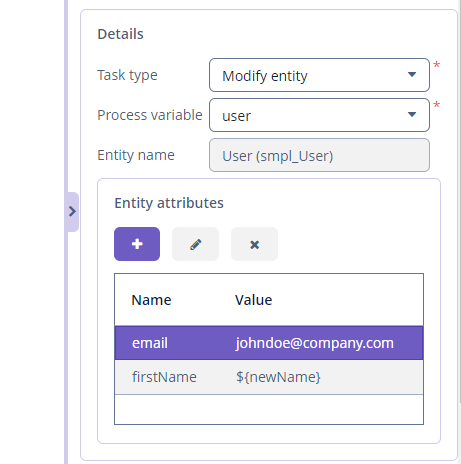 Details
Task type Modify entity *
Process variable user *
Entity name User (smpl_User)
Entity attributes
Name Value
email johndoe@company.com
firstName ${newName}